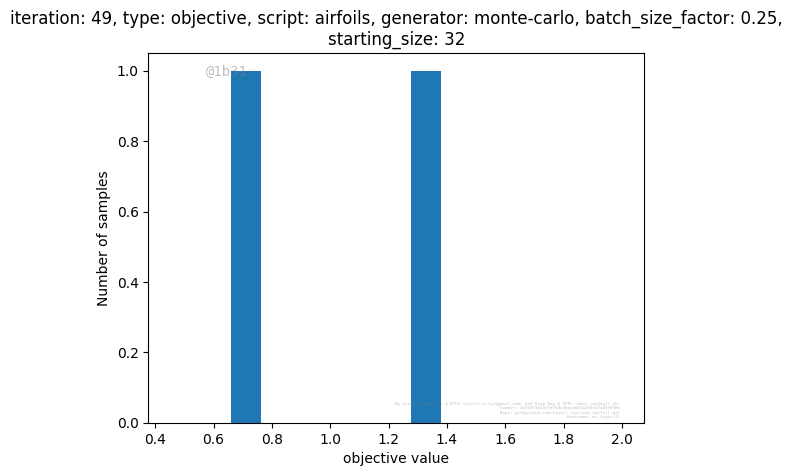 iteration: 49, type: objective, script: airfoils, generator: monte-carlo, batch_size_factor: 0.25,
starting_size: 32
@1b31
1.0
0.8
0.6
0.4
0.2
0.0
Number of samples
0.4 0.6 0.8 1.0 1.2 1.4 1.6 1.8 2.0
objective value